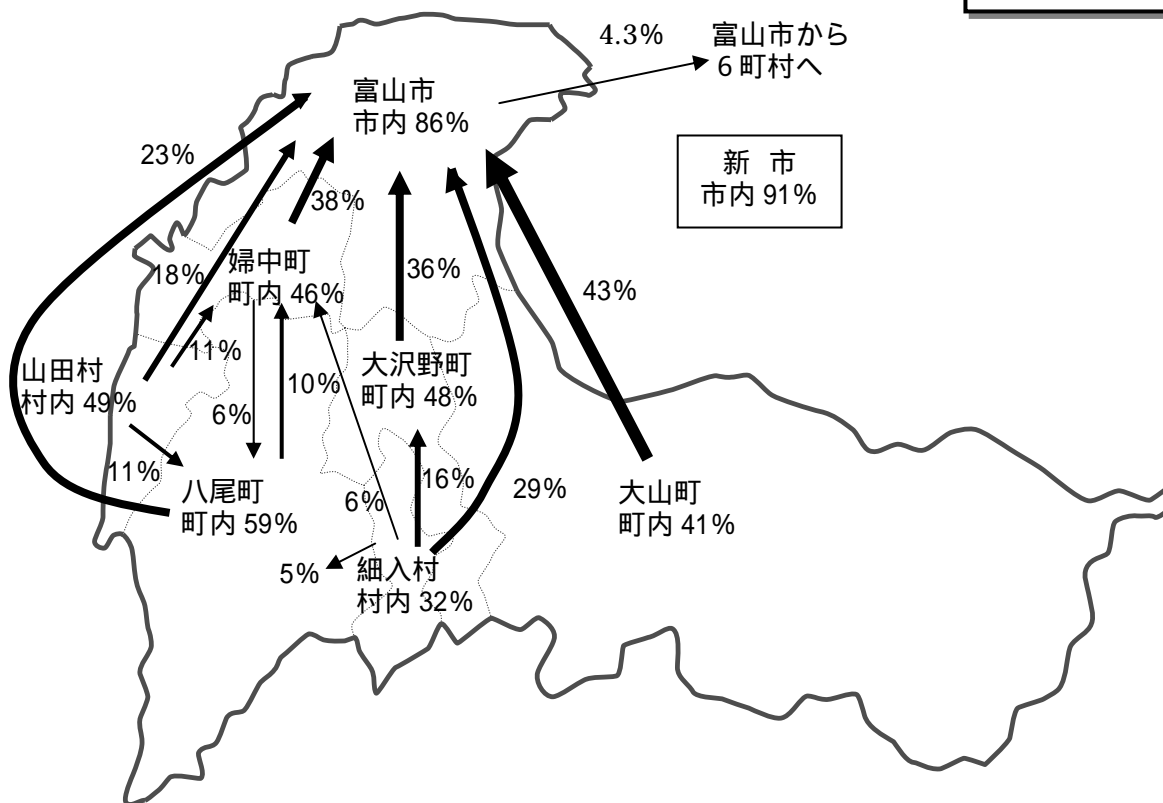 4.3%
富山市から
６町村へ
富山市
市内 86%
23%
新 市
市内 91%
38%
18%
婦中町
町内 46%
36%
43%
11%
山田村
村内 49%
10%
大沢野町
町内 48%
6%
11%
八尾町
町内 59%
6%
16%
29%
大山町
町内 41%
5%
細入村
村内 32%